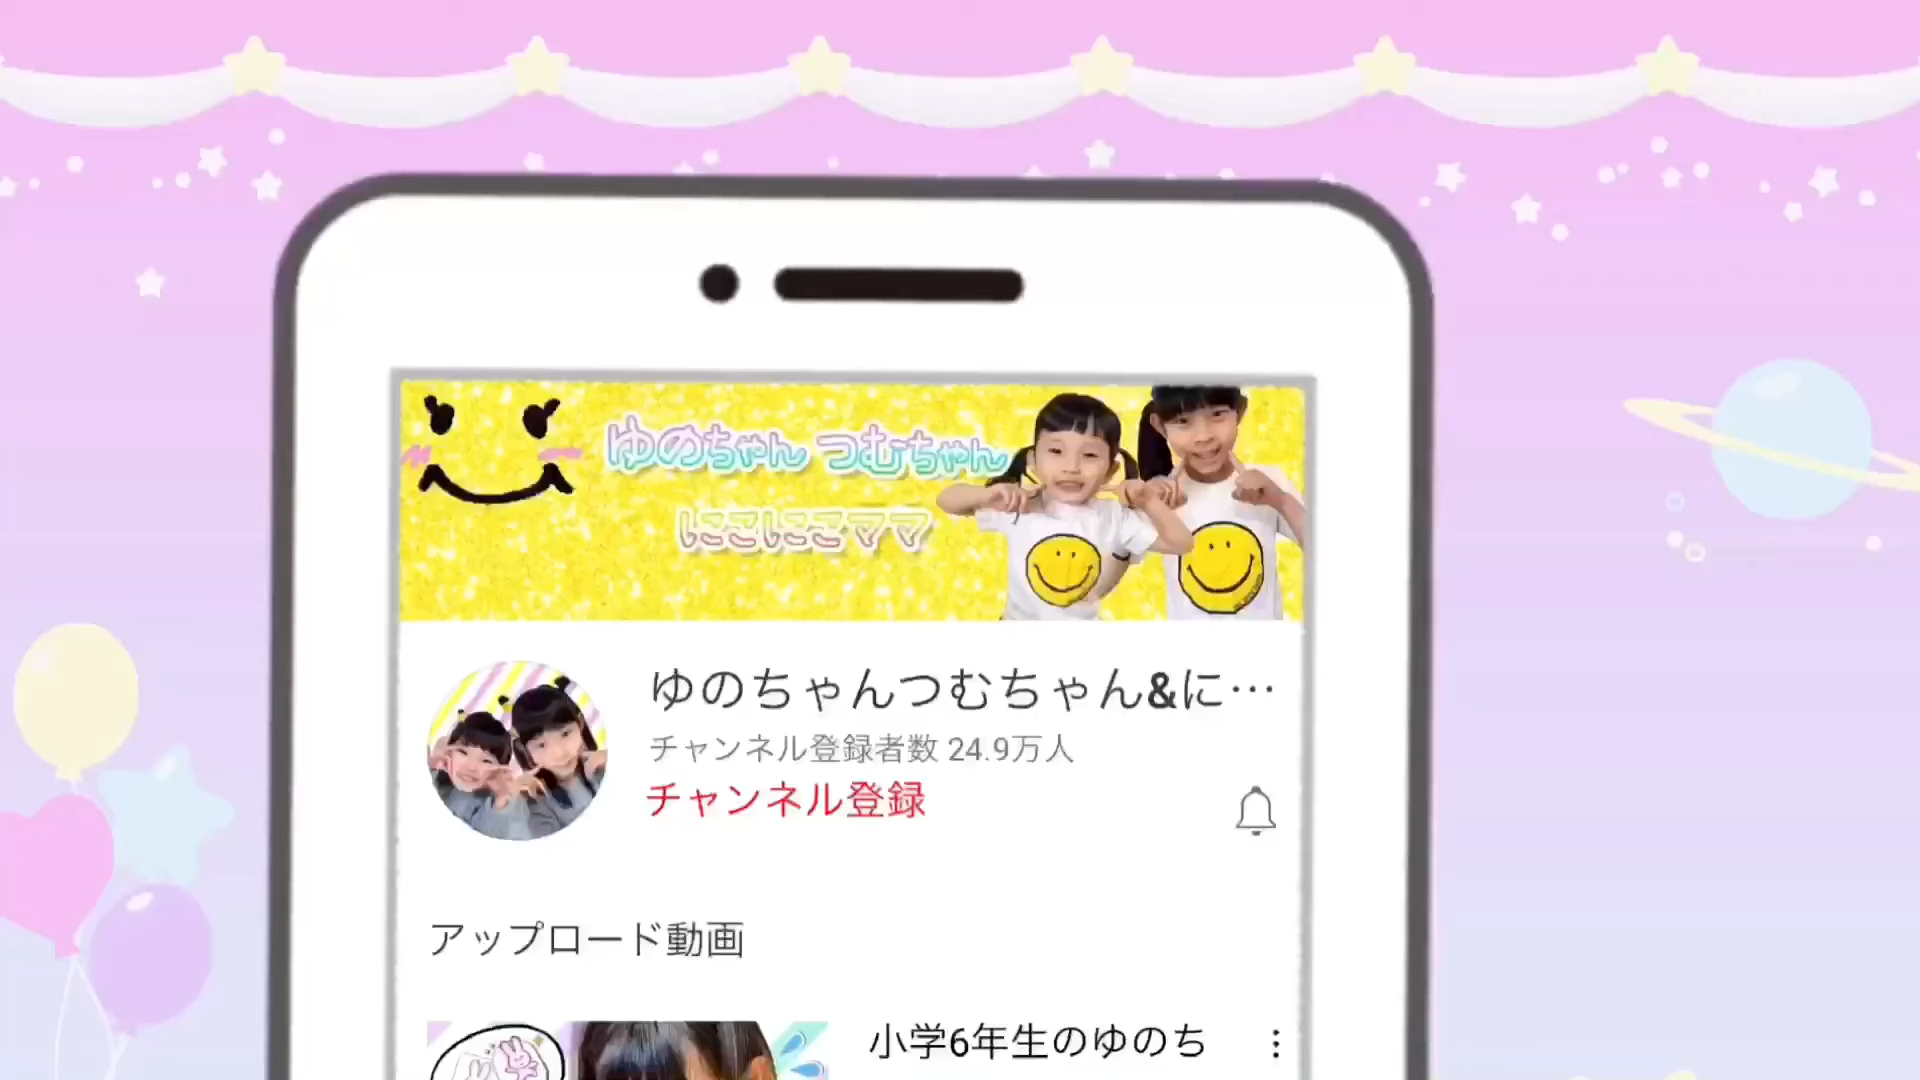 ゆのちゃん つむちゃん
にこにこママ
ゆのちゃんつむちゃん&に…
チャンネル登録者数 24.9万人
チャンネル登録
アップロード動画
小学6年生のゆのち